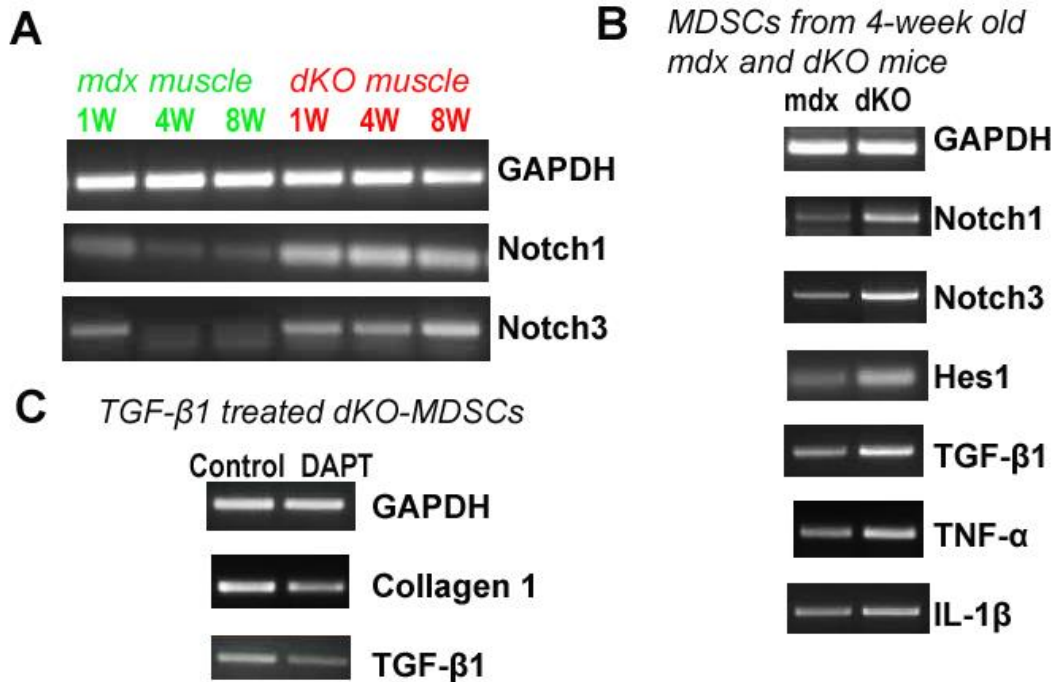 A
mdx muscle dKO muscle
1W 4W 8W 1W 4W 8W
GAPDH
Notch1
Notch3
B
MDSCs from 4-week old
mdx and dKO mice
mdx dKO
GAPDH
Notch1
Notch3
Hes1
TGF-β1
TNF-α
IL-1β
C
TGF-β1 treated dKO-MDSCs
Control DAPT
GAPDH
Collagen 1
TGF-β1